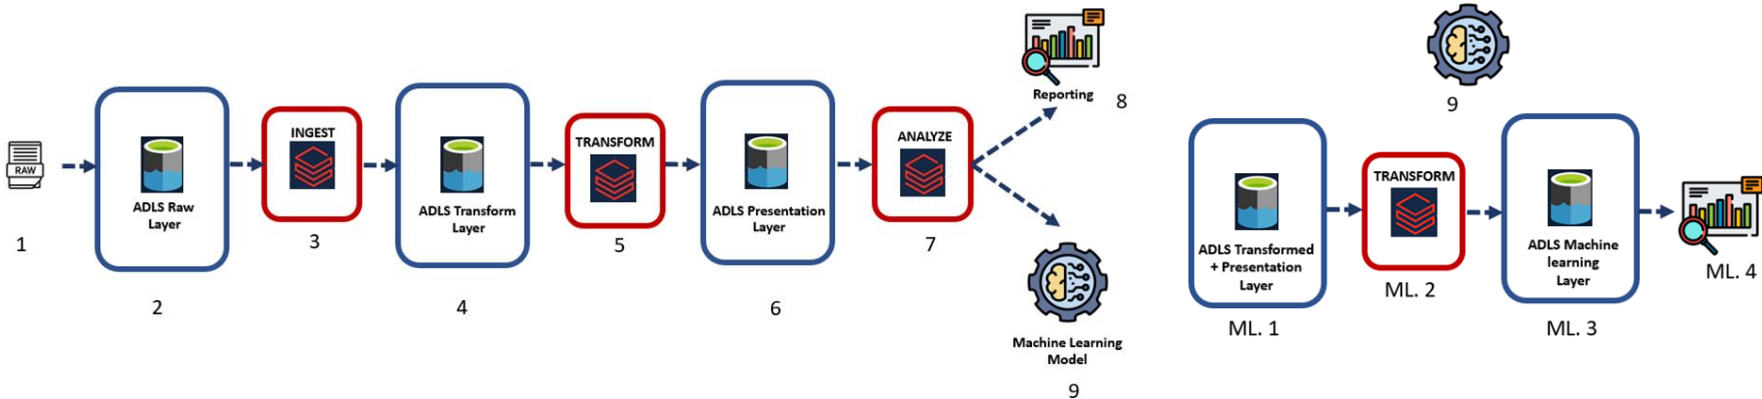 RAW
1
ADLS Raw
Layer
2
INGEST
3
ADLS Transform
Layer
4
TRANSFORM
5
ADLS Presentation
Layer
6
ANALYZE
7
Reporting
8
Machine Learning
Model
9
9
ADLS Transformed
+ Presentation
Layer
ML. 1
TRANSFORM
ML. 2
ADLS Machine
learning
Layer
ML. 3
ML. 4